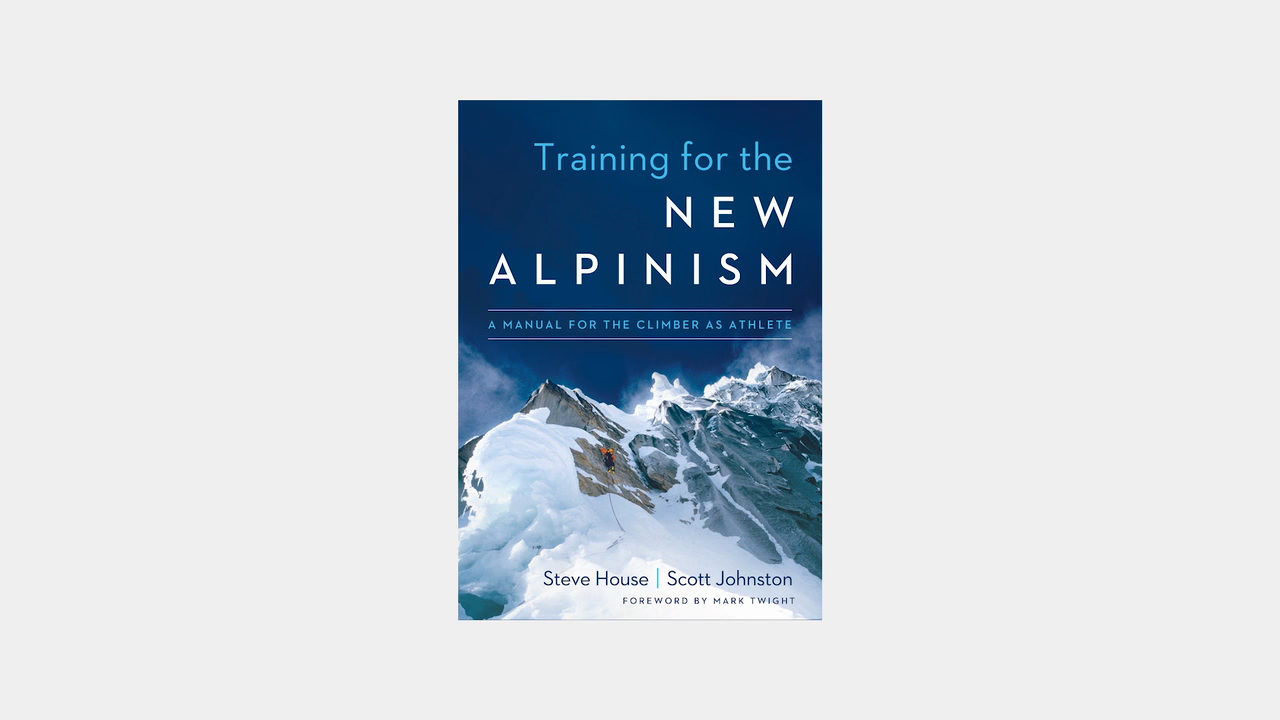 Training for the
NEW
ALPINISM
A MANUAL FOR THE CLIMBER AS ATHLETE
Steve House | Scott Johnston
FOREWORD BY MARK TWIGHT